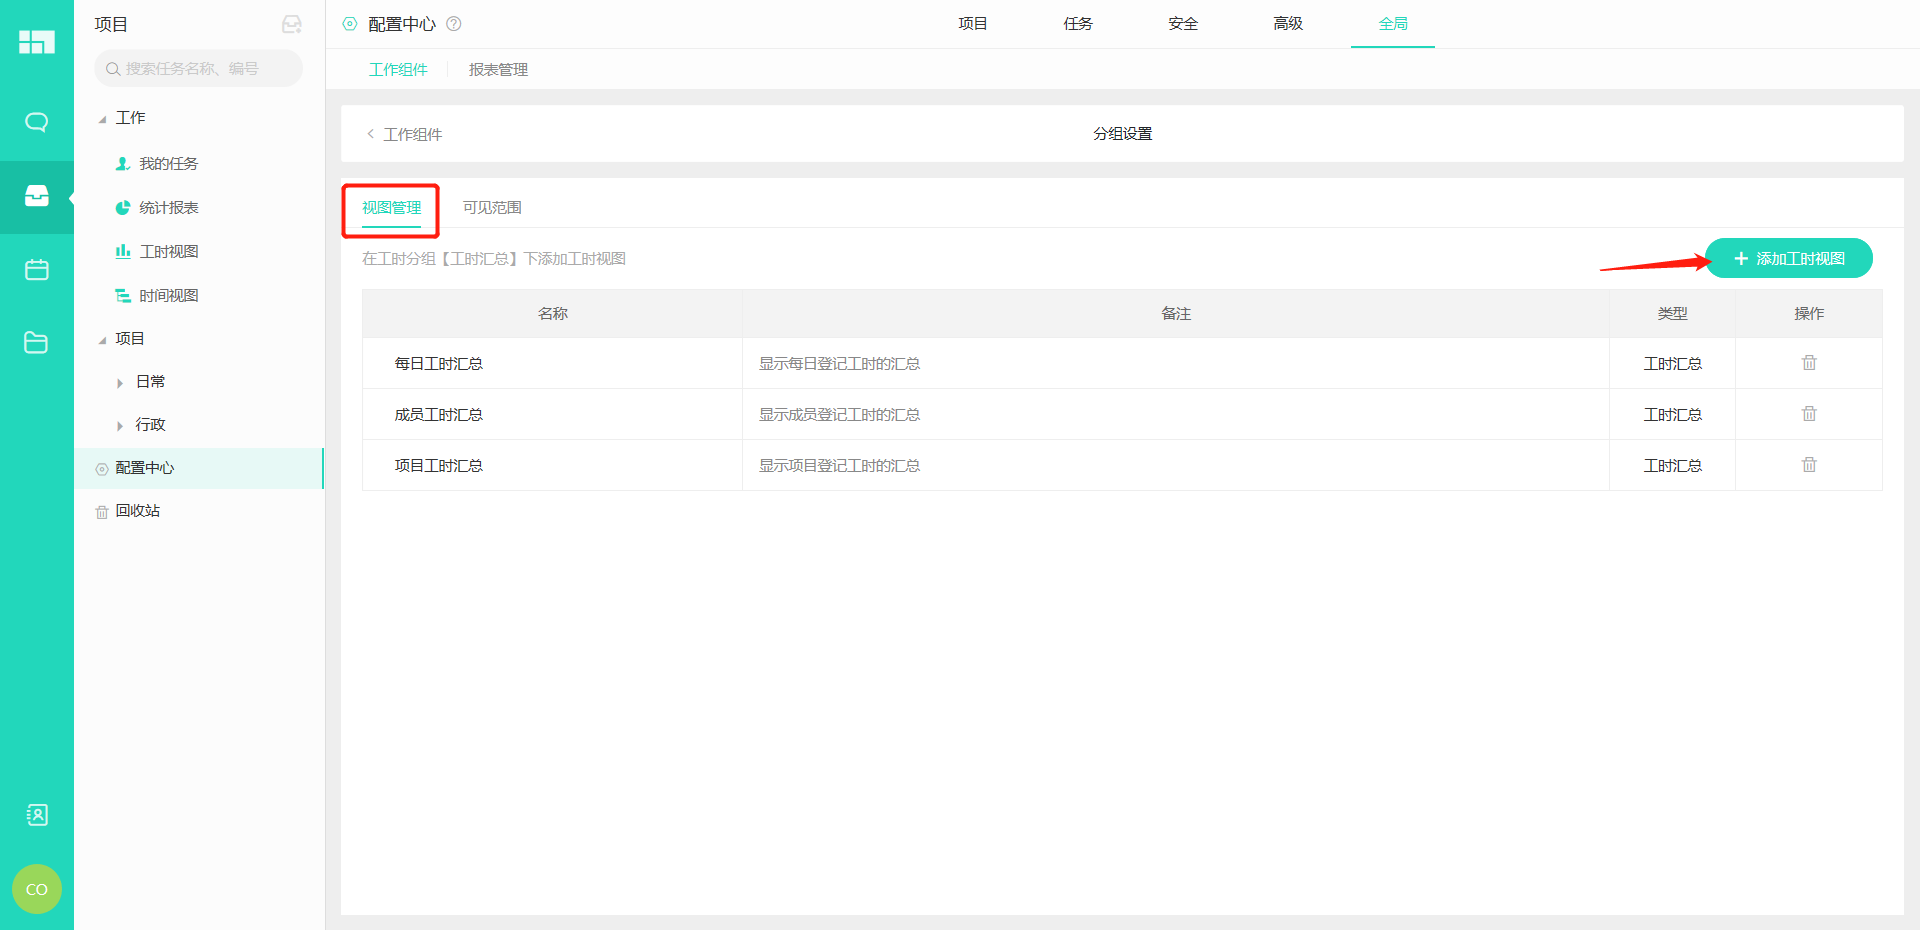 项目
搜索任务名称、编号
工作
我的任务
统计报表
工时视图
时间视图
项目
日常
行政
配置中心
回收站
CO
配置中心 ?
项目 任务 安全 高级 全局
工作组件 报表管理
< 工作组件 分组设置
视图管理 可见范围
在工时分组【工时汇总】下添加工时视图 + 添加工时视图
名称 备注 类型 操作
每日工时汇总 显示每日登记工时的汇总 工时汇总
成员工时汇总 显示成员登记工时的汇总 工时汇总
项目工时汇总 显示项目登记工时的汇总 工时汇总